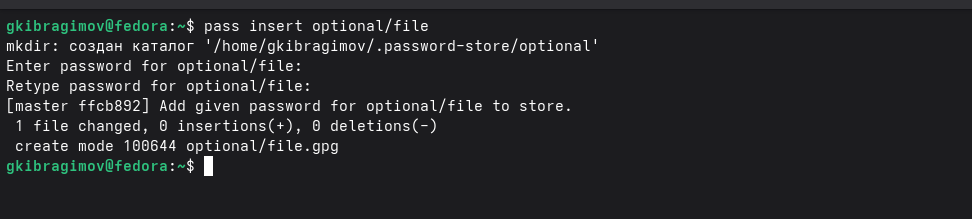 gkibragimov@fedora:~$ pass insert optional/file
mkdir: создан каталог '/home/gkibragimov/.password-store/optional'
Enter password for optional/file:
Retype password for optional/file:
[master ffcb892] Add given password for optional/file to store.
 1 file changed, 0 insertions(+), 0 deletions(-)
 create mode 100644 optional/file.gpg
gkibragimov@fedora:~$